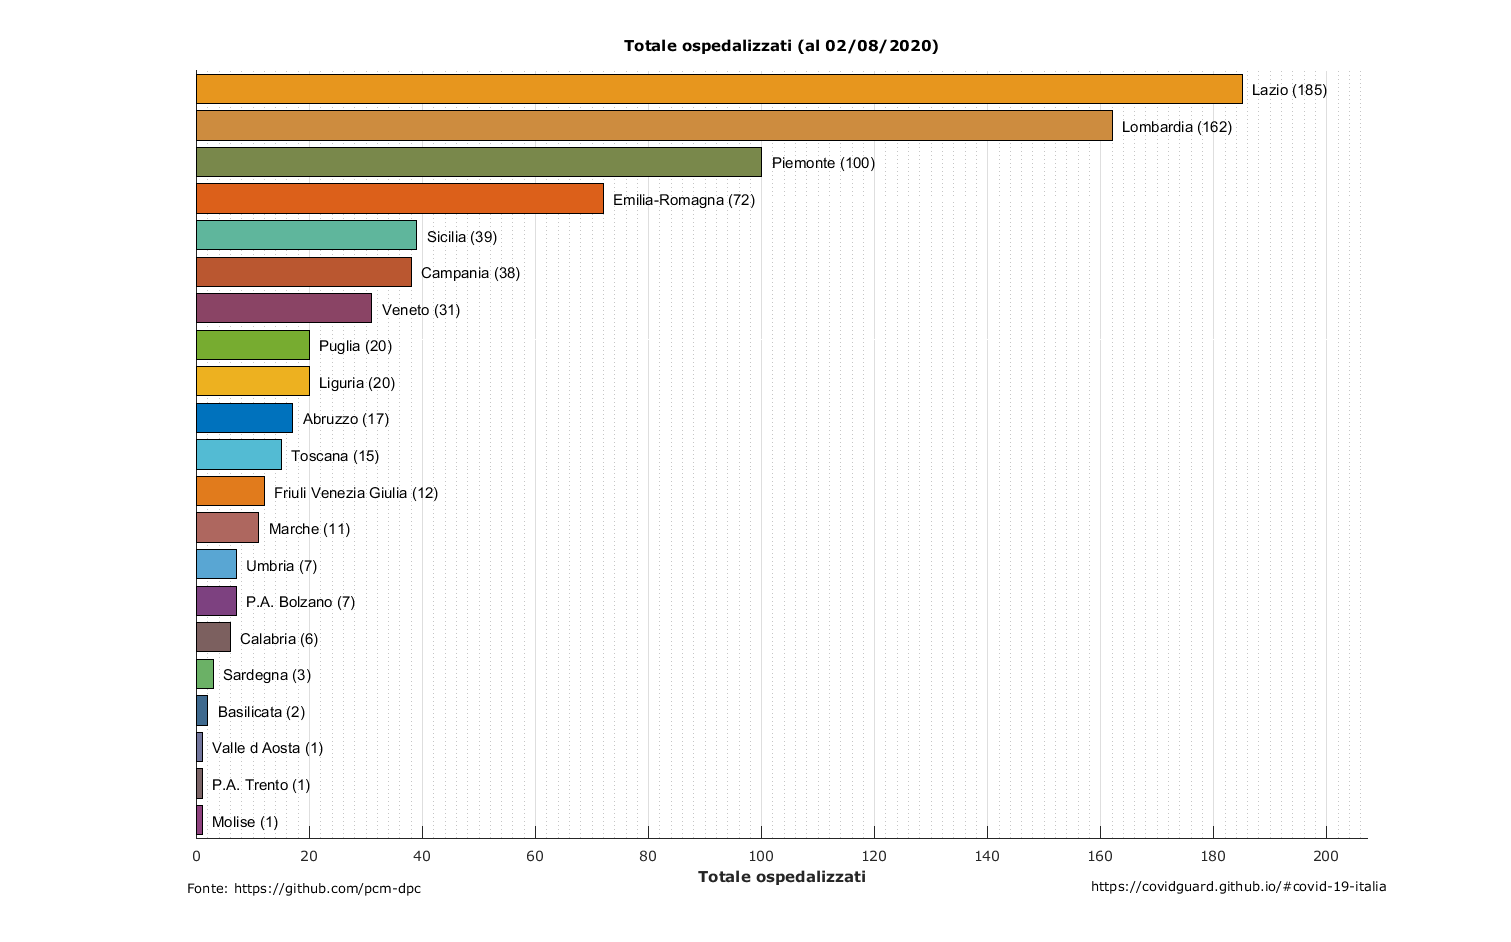 Totale ospedalizzati (al 02/08/2020)
Lazio (185)
Lombardia (162)
Piemonte (100)
Emilia-Romagna (72)
Sicilia (39)
Campania (38)
Veneto (31)
Puglia (20)
Liguria (20)
Abruzzo (17)
Toscana (15)
Friuli Venezia Giulia (12)
Marche (11)
Umbria (7)
P.A. Bolzano (7)
Calabria (6)
Sardegna (3)
Basilicata (2)
Valle d Aosta (1)
P.A. Trento (1)
Molise (1)
0 20 40 60 80 100 120 140 160 180 200
Totale ospedalizzati
Fonte: https://github.com/pcm-dpc
https://covidguard.github.io/#covid-19-italia